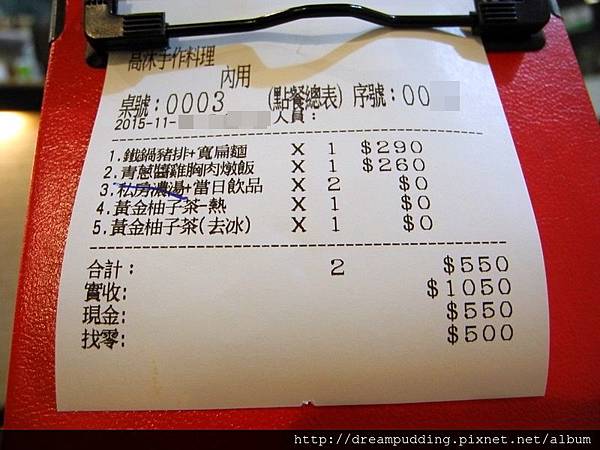 高沐手作料理
內用
桌號:0003 (點餐總表) 序號:00
2015-11- 人員:
1.鐵鍋豬排+寬扁麵 X 1 $290
2.青蔥醬雞胸肉燉飯 X 1 $260
3.私房濃湯+當日飲品 X 2 $0
4.黃金柚子茶-熱 X 1 $0
5.黃金柚子茶(去冰) X 1 $0
合計: 2 $550
實收: $1050
現金: $550
找零: $500
http://dreampudding.pixnet.net/album